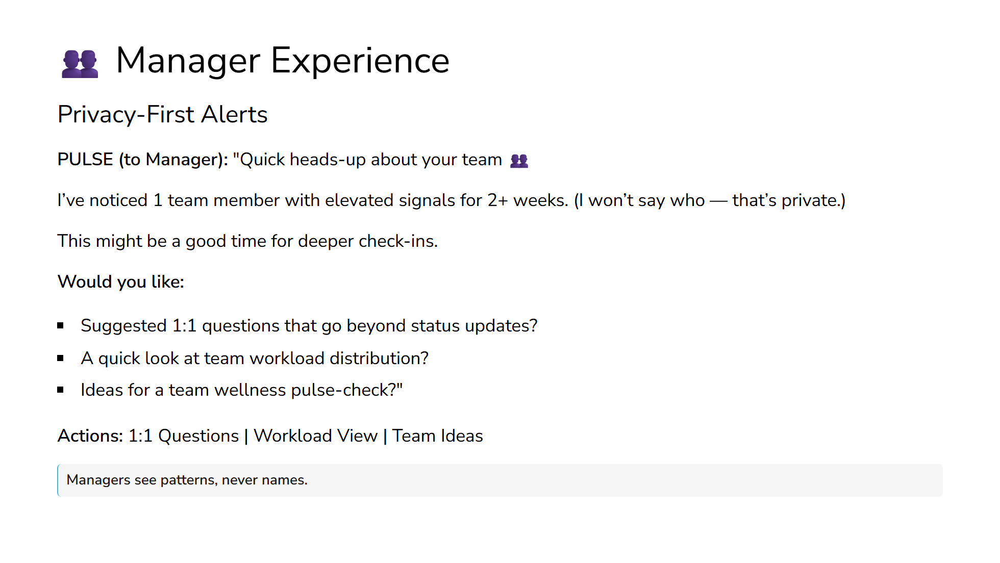 👥 Manager Experience
Privacy-First Alerts
PULSE (to Manager): "Quick heads-up about your team 👥
I’ve noticed 1 team member with elevated signals for 2+ weeks. (I won’t say who — that’s private.)
This might be a good time for deeper check-ins.
Would you like:
▪ Suggested 1:1 questions that go beyond status updates?
▪ A quick look at team workload distribution?
▪ Ideas for a team wellness pulse-check?"
Actions: 1:1 Questions | Workload View | Team Ideas
Managers see patterns, never names.